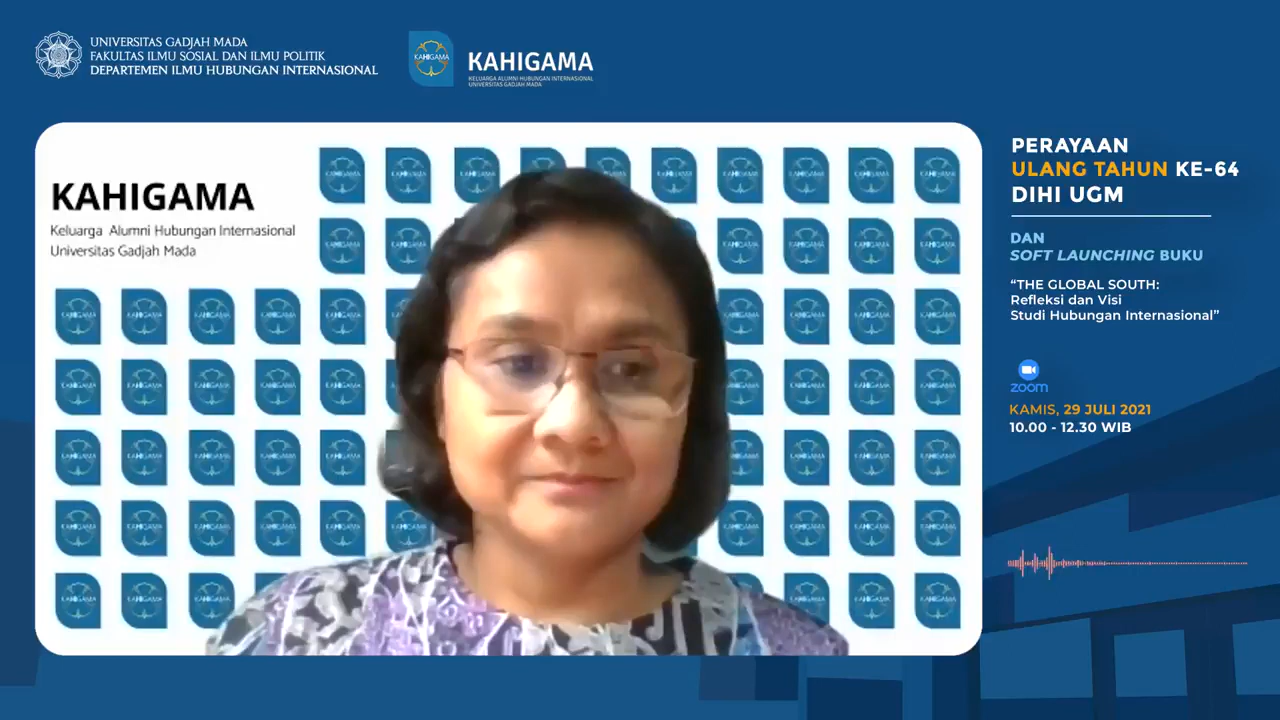 UNIVERSITAS GADJAH MADA
FAKULTAS ILMU SOSIAL DAN ILMU POLITIK
DEPARTEMEN ILMU HUBUNGAN INTERNASIONAL
KAHIGAMA
KAHIGAMA
KELUARGA ALUMNI HUBUNGAN INTERNASIONAL
UNIVERSITAS GADJAH MADA
KAHIGAMA
Keluarga Alumni Hubungan Internasional
Universitas Gadjah Mada
PERAYAAN
ULANG TAHUN KE-64
DIHI UGM
DAN
SOFT LAUNCHING BUKU
“THE GLOBAL SOUTH:
Refleksi dan Visi
Studi Hubungan Internasional”
zoom
KAMIS, 29 JULI 2021
10.00 - 12.30 WIB